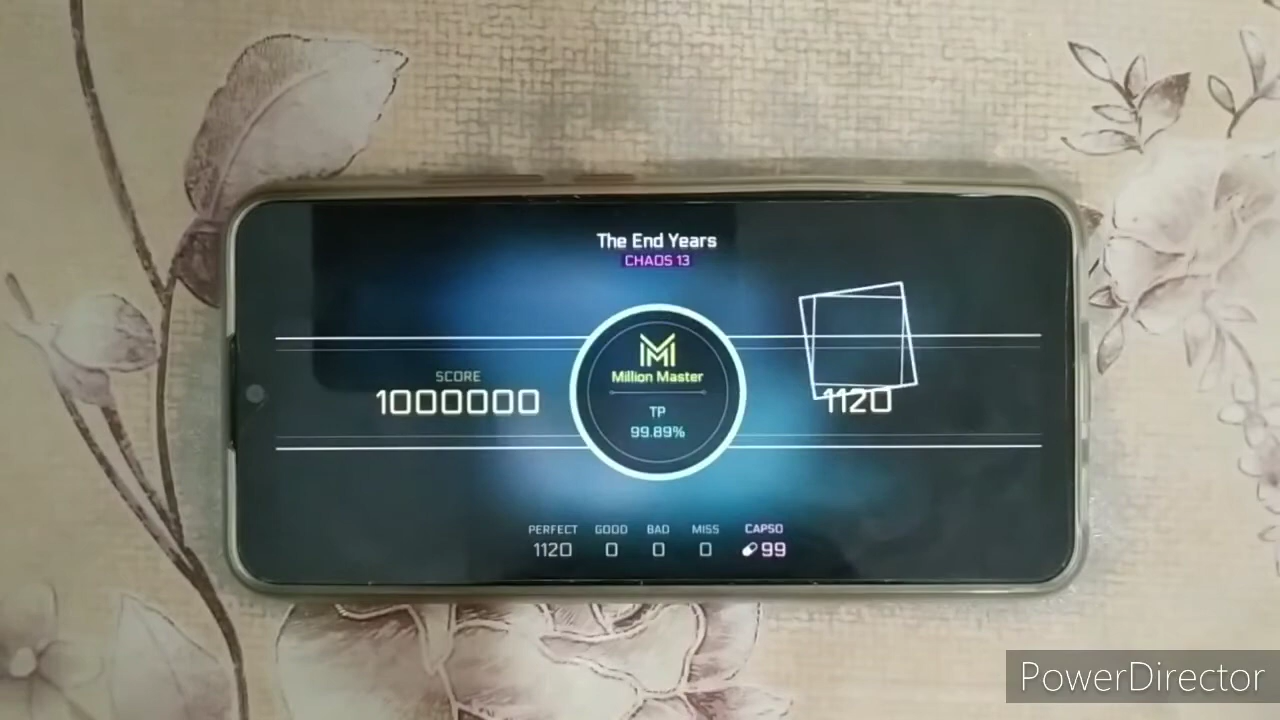 The End Years
CHAOS 13
Million Master
SCORE
1000000
TP
99.89%
1120
PERFECT GOOD BAD MISS CAPSO
1120 0 0 0 99
PowerDirector